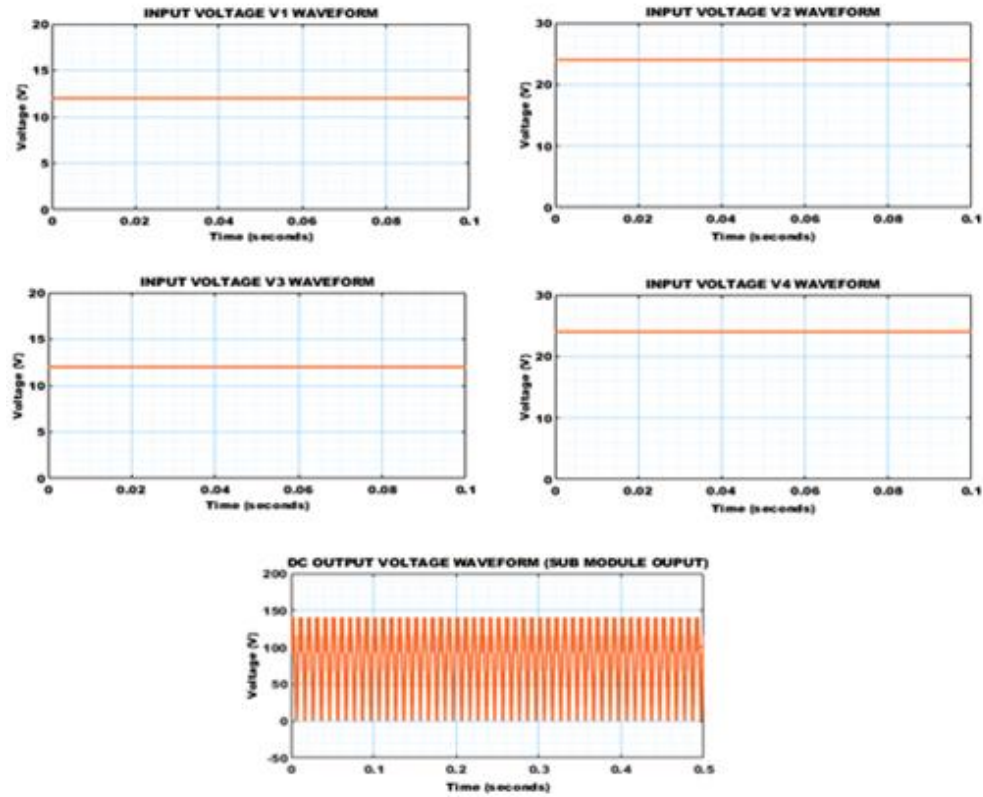 INPUT VOLTAGE V1 WAVEFORM
20
15
10
5
0
Voltage (V)
0 0.02 0.04 0.06 0.08 0.1
Time (seconds)
INPUT VOLTAGE V2 WAVEFORM
30
20
10
0
Voltage (V)
0 0.02 0.04 0.06 0.08 0.1
Time (seconds)
INPUT VOLTAGE V3 WAVEFORM
20
15
10
5
0
Voltage (V)
0 0.02 0.04 0.06 0.08 0.1
Time (seconds)
INPUT VOLTAGE V4 WAVEFORM
30
20
10
0
Voltage (V)
0 0.02 0.04 0.06 0.08 0.1
Time (seconds)
DC OUTPUT VOLTAGE WAVEFORM (SUB MODULE OUPUT)
200
150
100
50
0
-50
Voltage (V)
0 0.1 0.2 0.3 0.4 0.5
Time (seconds)